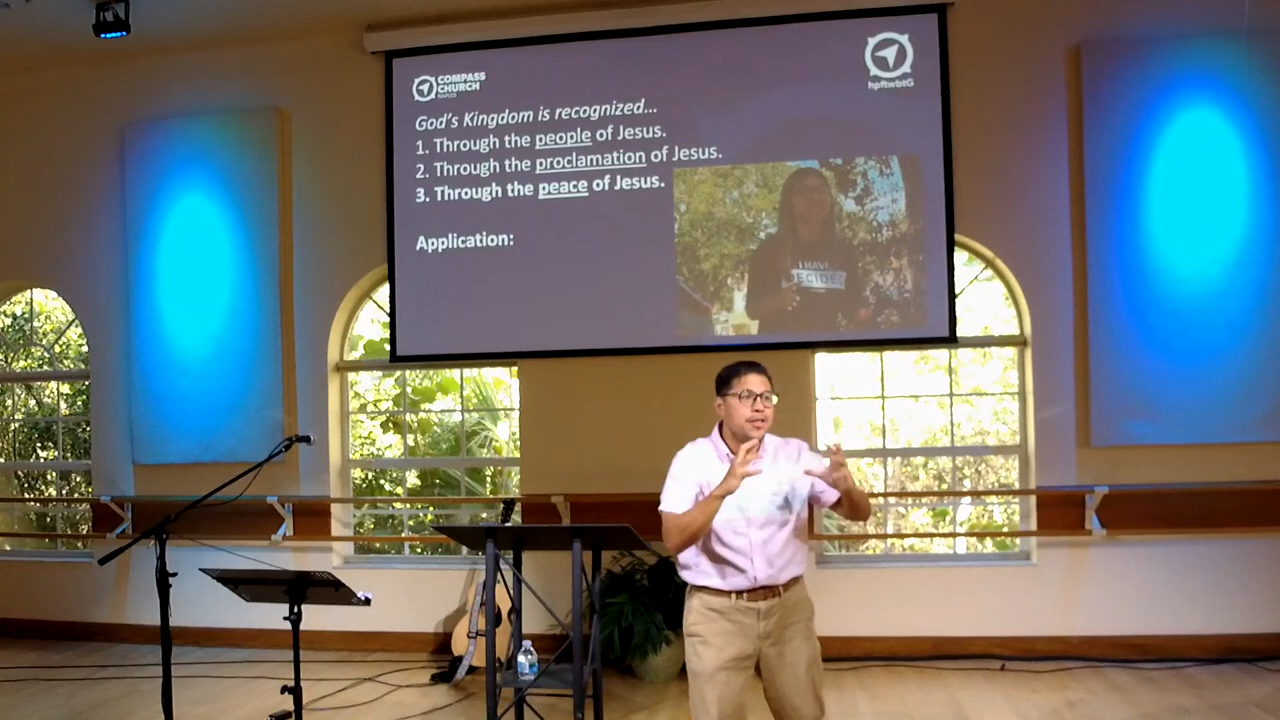 COMPASS
CHURCH
NAPLES
hpftwbtG
God's Kingdom is recognized...
1. Through the people of Jesus.
2. Through the proclamation of Jesus.
3. Through the peace of Jesus.
Application:
I HAVE
DECIDED